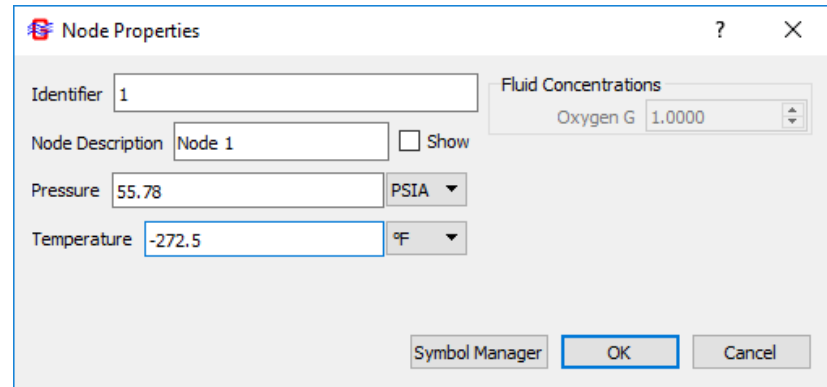 Node Properties
?
Identifier 1
Node Description Node 1 Show
Pressure 55.78 PSIA
Temperature -272.5 °F
Fluid Concentrations
Oxygen G 1.0000
Symbol Manager OK Cancel